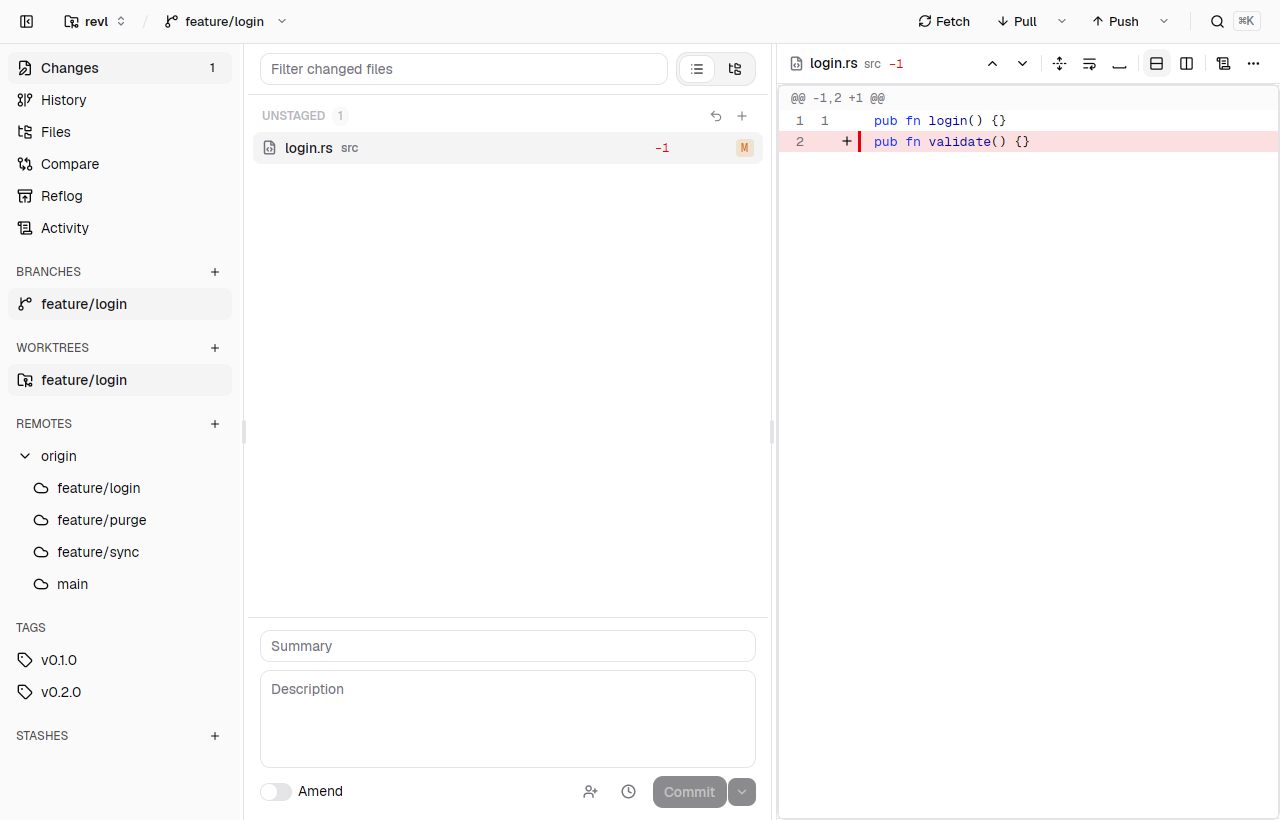 revl / feature/login
Fetch Pull Push ⌘K
Changes 1
History
Files
Compare
Reflog
Activity
BRANCHES +
feature/login
WORKTREES +
feature/login
REMOTES +
origin
feature/login
feature/purge
feature/sync
main
TAGS
v0.1.0
v0.2.0
STASHES +
Filter changed files
UNSTAGED 1 +
login.rs src -1 M
Summary
Description
Amend
Commit
login.rs src -1
@@ -1,2 +1 @@
1 1 pub fn login() {}
2 + pub fn validate() {}